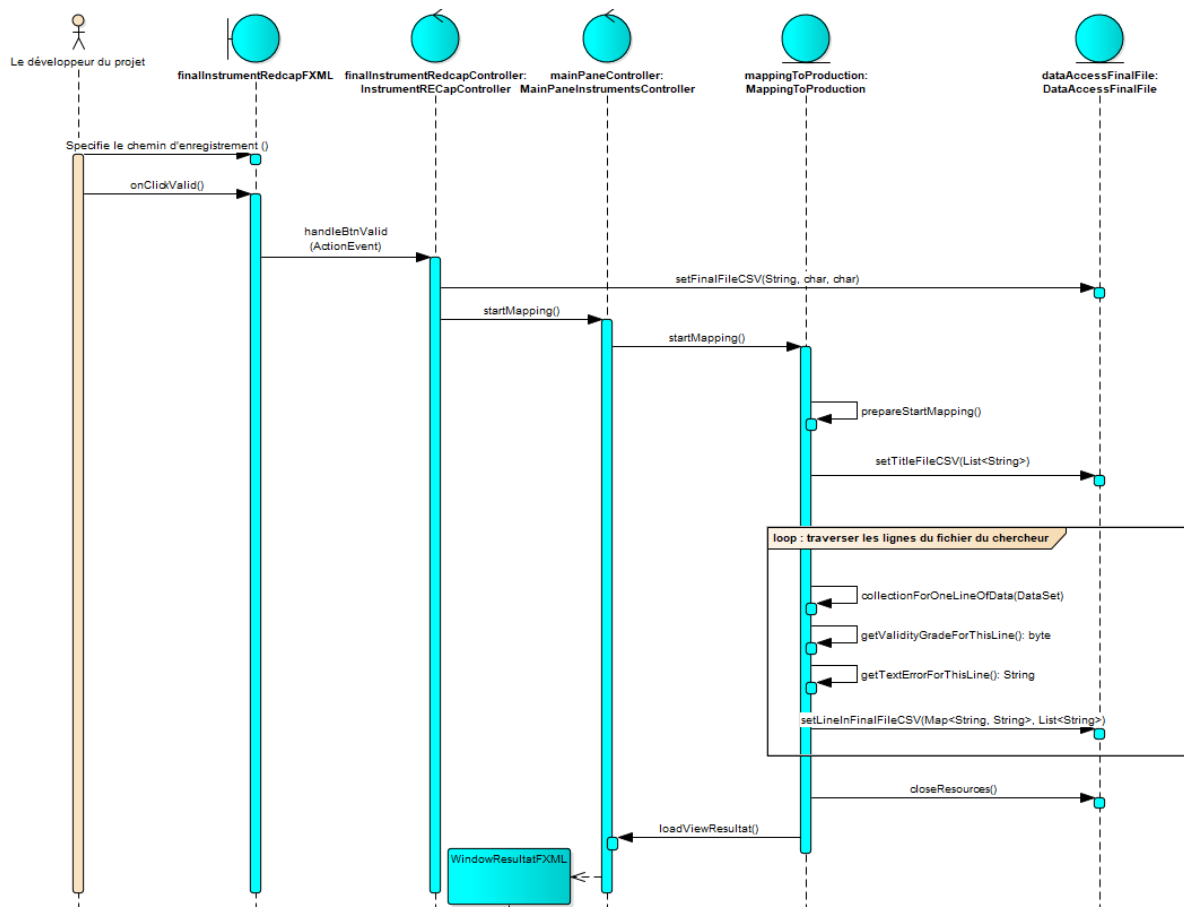 Le développeur du projet
finalInstrumentRedcapFXML
finalInstrumentRedcapController:
InstrumentRECapController
mainPaneController:
MainPaneInstrumentsController
mappingToProduction:
MappingToProduction
dataAccessFinalFile:
DataAccessFinalFile
Specifie le chemin d'enregistrement ()
onClickValid()
handleBtnValid
(ActionEvent)
setFinalFileCSV(String, char, char)
startMapping()
startMapping()
prepareStartMapping()
setTitleFileCSV(List<String>)
loop : traverser les lignes du fichier du chercheur
collectionForOneLineOfData(DataSet)
getValidityGradeForThisLine(): byte
getTextErrorForThisLine(): String
setLineInFinalFileCSV(Map<String, String>, List<String>)
closeResources()
loadViewResultat()
WindowResultatFXML